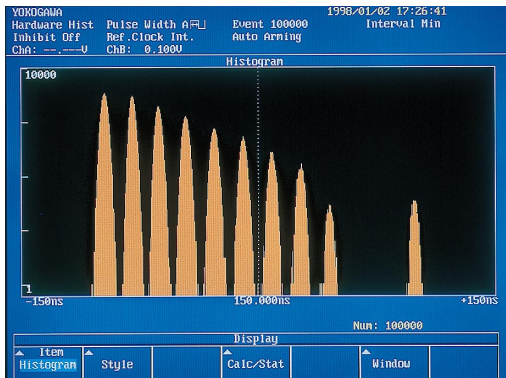 YOKOGAWA 1998/01/02 17:26:41
Hardware Hist Pulse Width A Event 100000 Interval Min
Inhibit Off Ref.Clock Int. Auto Arming
ChA: --.---V ChB: 0.100V
Histogram
10000
1
-150ns 150.000ns +150ns
Num: 100000
Display
Item
Histogram Style Calc/Stat Window